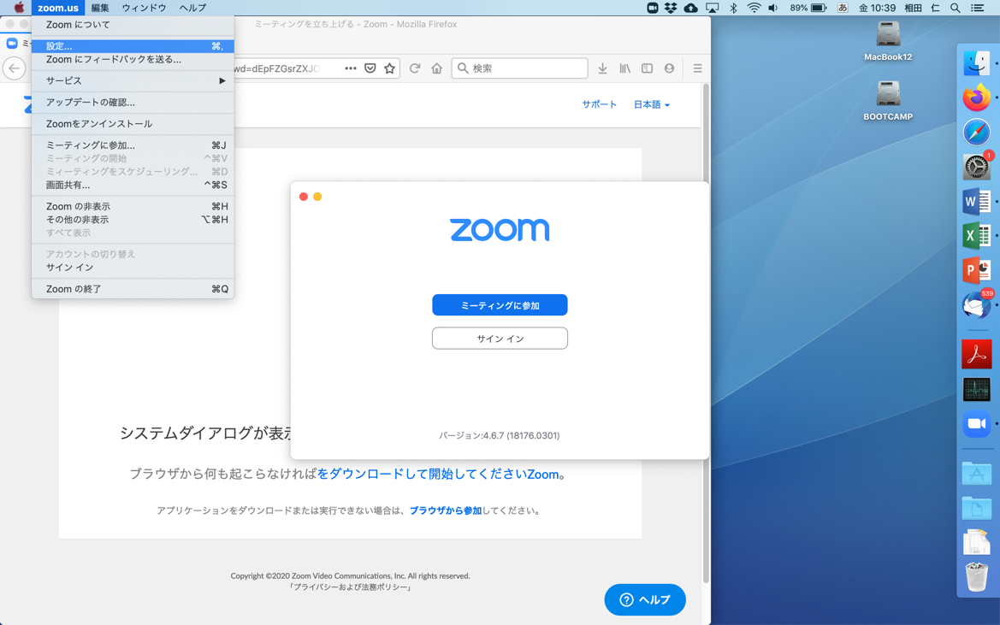 zoom.us 編集 ウィンドウ ヘルプ 89% あ 金 10:39 相田 仁
Zoom について
設定... ⌘,
Zoom にフィードバックを送る...
サービス ▶
アップデートの確認...
Zoomをアンインストール
ミーティングに参加... ⌘J
ミーティングの開始 ^⌘V
ミィーティングをスケジューリング... ⌘D
画面共有... ^⌘S
Zoom の非表示 ⌘H
その他の非表示 ⌥⌘H
すべて表示
アカウントの切り替え
サイン イン
Zoom の終了 ⌘Q
ミーティングを立ち上げる - Zoom - Mozilla Firefox
wd=dEpFZGsrZXJ
検索
サポート 日本語
zoom
ミーティングに参加
サイン イン
バージョン:4.6.7 (18176.0301)
システムダイアログが表示
ブラウザから何も起こらなければをダウンロードして開始してくださいZoom。
アプリケーションをダウンロードまたは実行できない場合は、ブラウザから参加してください。
Copyright ©2020 Zoom Video Communications, Inc. All rights reserved.
「プライバシーおよび法務ポリシー」
ヘルプ
MacBook12
BOOTCAMP
1
W
X
P
539